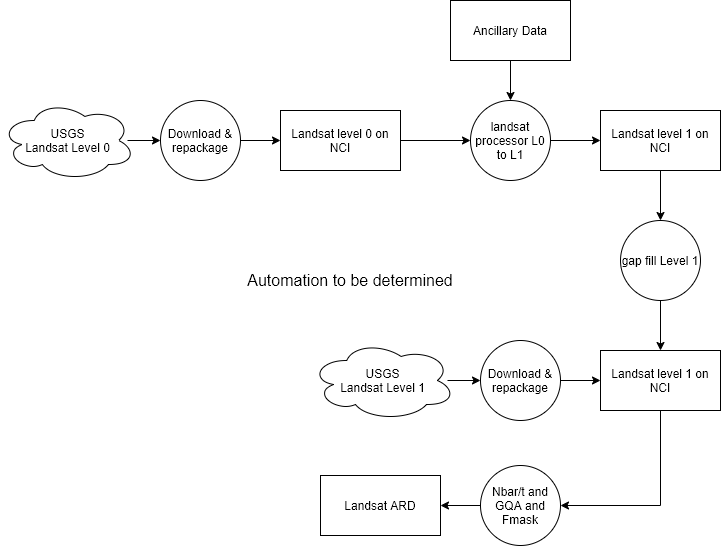 Ancillary Data
USGS
Landsat Level 0
Download &
repackage
Landsat level 0 on
NCI
landsat
processor L0
to L1
Landsat level 1 on
NCI
gap fill Level 1
Automation to be determined
USGS
Landsat Level 1
Download &
repackage
Landsat level 1 on
NCI
Landsat ARD
Nbar/t and
GQA and
Fmask